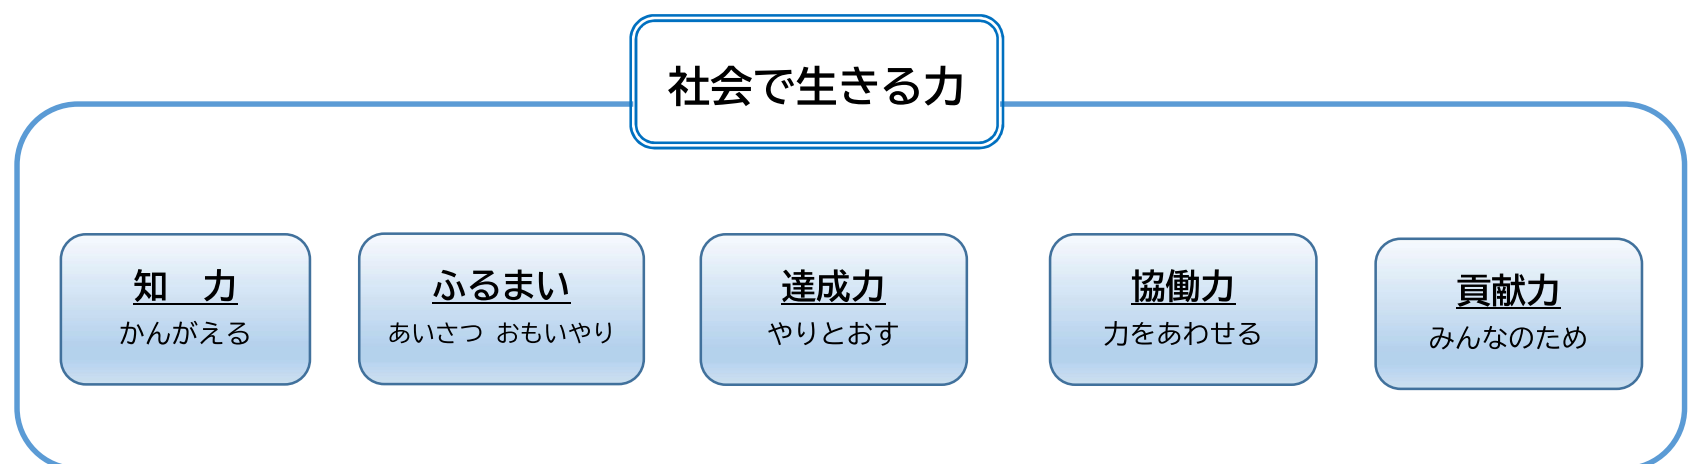 社会で生きる力
知　力
かんがえる
ふるまい
あいさつ おもいやり
達成力
やりとおす
協働力
力をあわせる
貢献力
みんなのため